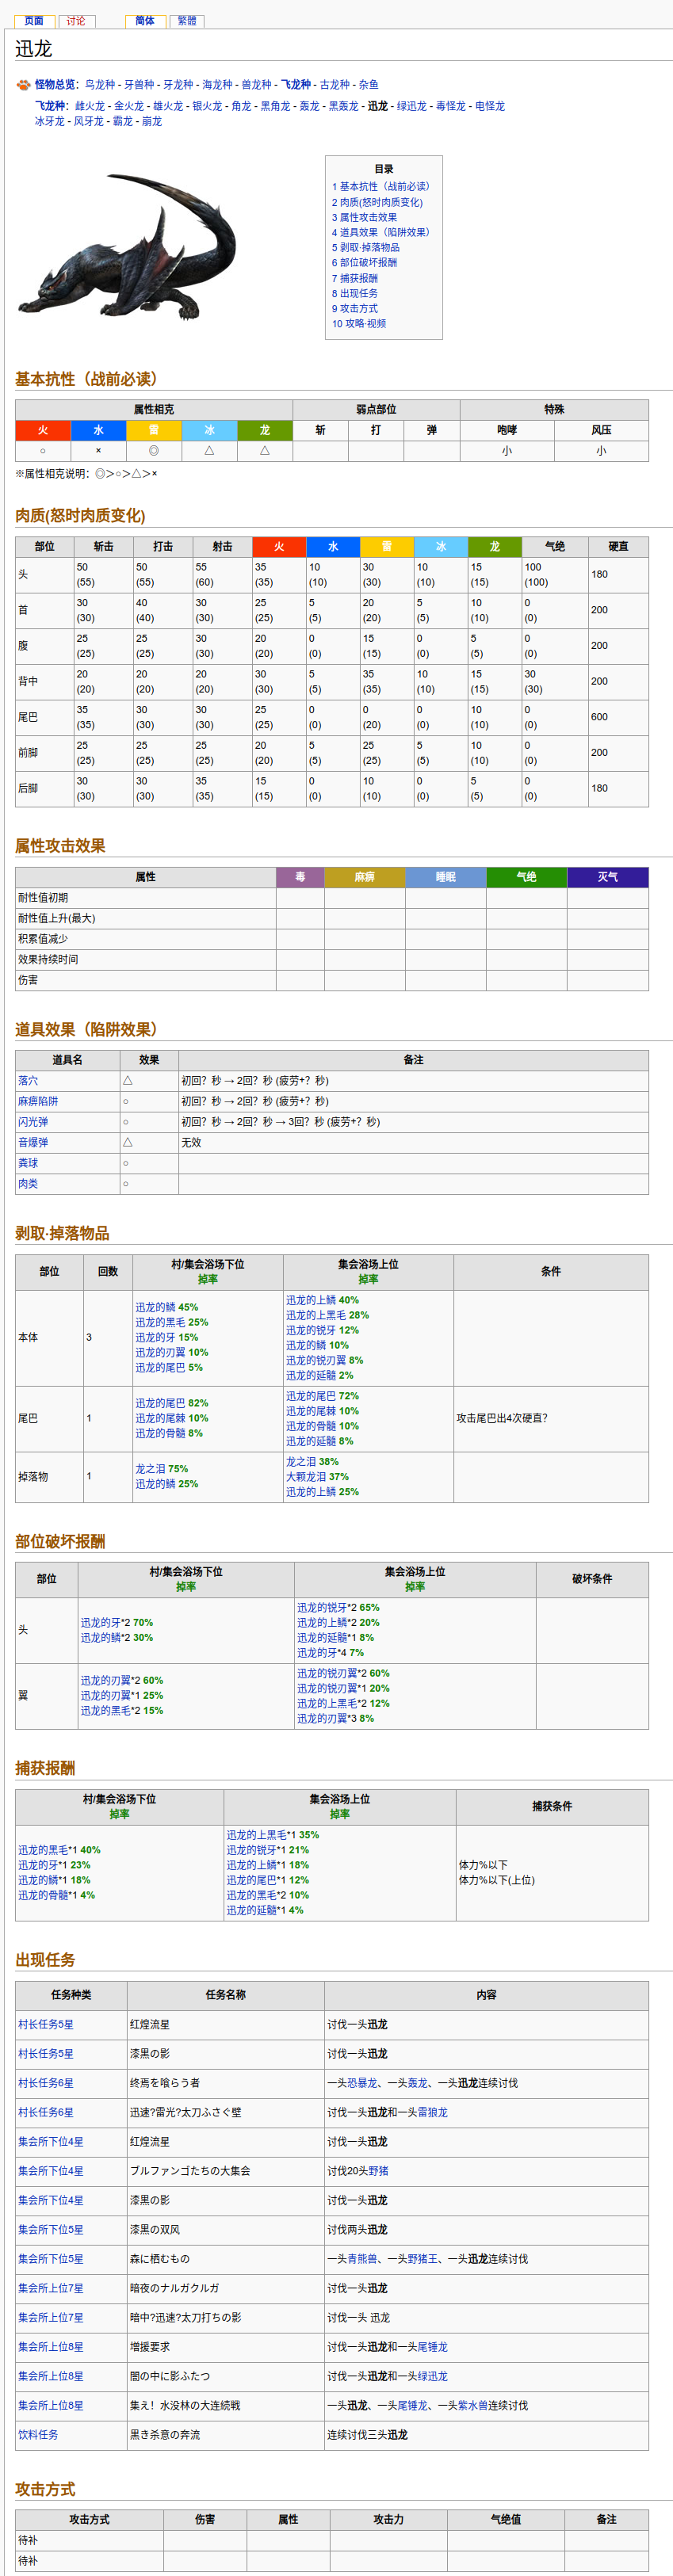 页面 讨论 简体 繁體
迅龙
怪物总览：鸟龙种 - 牙兽种 - 牙龙种 - 海龙种 - 兽龙种 - 飞龙种 - 古龙种 - 杂鱼
飞龙种：雌火龙 - 金火龙 - 雄火龙 - 银火龙 - 角龙 - 黑角龙 - 轰龙 - 黑轰龙 - 迅龙 - 绿迅龙 - 毒怪龙 - 电怪龙
冰牙龙 - 风牙龙 - 霸龙 - 崩龙
目录
1 基本抗性（战前必读）
2 肉质(怒时肉质变化)
3 属性攻击效果
4 道具效果（陷阱效果）
5 剥取·掉落物品
6 部位破坏报酬
7 捕获报酬
8 出现任务
9 攻击方式
10 攻略·视频
基本抗性（战前必读）
属性相克 弱点部位 特殊
火 水 雷 冰 龙 斩 打 弹 咆哮 风压
○ × ◎ △ △ 小 小
※属性相克说明：◎＞○＞△＞×
肉质(怒时肉质变化)
部位 斩击 打击 射击 火 水 雷 冰 龙 气绝 硬直
头 50 50 55 35 10 30 10 15 100 180
(55) (55) (60) (35) (10) (30) (10) (15) (100)
首 30 40 30 25 5 20 5 10 0 200
(30) (40) (30) (25) (5) (20) (5) (10) (0)
腹 25 25 30 20 0 15 0 5 0 200
(25) (25) (30) (20) (0) (15) (0) (5) (0)
背中 20 20 20 30 5 35 10 15 30 200
(20) (20) (20) (30) (5) (35) (10) (15) (30)
尾巴 35 30 30 25 0 0 0 10 0 600
(35) (30) (30) (25) (0) (20) (0) (10) (0)
前脚 25 25 25 20 5 25 5 10 0 200
(25) (25) (25) (20) (5) (25) (5) (10) (0)
后脚 30 30 35 15 0 10 0 5 0 180
(30) (30) (35) (15) (0) (10) (0) (5) (0)
属性攻击效果
属性 毒 麻痹 睡眠 气绝 灭气
耐性值初期
耐性值上升(最大)
积累值减少
效果持续时间
伤害
道具效果（陷阱效果）
道具名 效果 备注
落穴 △ 初回? 秒 → 2回? 秒 (疲劳+? 秒)
麻痹陷阱 ○ 初回? 秒 → 2回? 秒 (疲劳+? 秒)
闪光弹 ○ 初回? 秒 → 2回? 秒 → 3回? 秒 (疲劳+? 秒)
音爆弹 △ 无效
粪球 ○
肉类 ○
剥取·掉落物品
部位 回数 村/集会浴场下位 集会浴场上位 条件
掉率 掉率
本体 3
迅龙的鳞 45%
迅龙的黑毛 25%
迅龙的牙 15%
迅龙的刃翼 10%
迅龙的尾巴 5%
迅龙的上鳞 40%
迅龙的上黑毛 28%
迅龙的锐牙 12%
迅龙的鳞 10%
迅龙的锐刃翼 8%
迅龙的延髓 2%
尾巴 1
迅龙的尾巴 82%
迅龙的尾棘 10%
迅龙的骨髓 8%
迅龙的尾巴 72%
迅龙的尾棘 10%
迅龙的骨髓 10%
迅龙的延髓 8%
攻击尾巴出4次硬直?
掉落物 1
龙之泪 75%
迅龙的鳞 25%
龙之泪 38%
大颗龙泪 37%
迅龙的上鳞 25%
部位破坏报酬
部位 村/集会浴场下位 集会浴场上位 破坏条件
掉率 掉率
头
迅龙的牙*2 70%
迅龙的鳞*2 30%
迅龙的锐牙*2 65%
迅龙的上鳞*2 20%
迅龙的延髓*1 8%
迅龙的牙*4 7%
翼
迅龙的刃翼*2 60%
迅龙的刃翼*1 25%
迅龙的黑毛*2 15%
迅龙的锐刃翼*2 60%
迅龙的锐刃翼*1 20%
迅龙的上黑毛*2 12%
迅龙的刃翼*3 8%
捕获报酬
村/集会浴场下位 集会浴场上位 捕获条件
掉率 掉率
迅龙的黑毛*1 40%
迅龙的牙*1 23%
迅龙的鳞*1 18%
迅龙的骨髓*1 4%
迅龙的上黑毛*1 35%
迅龙的锐牙*1 21%
迅龙的上鳞*1 18%
迅龙的尾巴*1 12%
迅龙的黑毛*2 10%
迅龙的延髓*1 4%
体力%以下
体力%以下(上位)
出现任务
任务种类 任务名称 内容
村长任务5星 红煌流星 讨伐一头迅龙
村长任务5星 漆黒の影 讨伐一头迅龙
村长任务6星 终焉を喰らう者 一头恐暴龙、一头轰龙、一头迅龙连续讨伐
村长任务6星 迅速?雷光?太刀ふさぐ壁 讨伐一头迅龙和一头雷狼龙
集会所下位4星 红煌流星 讨伐一头迅龙
集会所下位4星 ブルファンゴたちの大集会 讨伐20头野猪
集会所下位4星 漆黒の影 讨伐一头迅龙
集会所下位5星 漆黒の双风 讨伐两头迅龙
集会所下位5星 森に栖むもの 一头青熊兽、一头野猪王、一头迅龙连续讨伐
集会所上位7星 暗夜のナルガクルガ 讨伐一头迅龙
集会所上位7星 暗中?迅速?太刀打ちの影 讨伐一头 迅龙
集会所上位8星 增援要求 讨伐一头迅龙和一头尾锤龙
集会所上位8星 闇の中に影ふたつ 讨伐一头迅龙和一头绿迅龙
集会所上位8星 集え！水没林の大连続戦 一头迅龙、一头尾锤龙、一头紫水兽连续讨伐
饮料任务 黒き杀意の奔流 连续讨伐三头迅龙
攻击方式
攻击方式 伤害 属性 攻击力 气绝值 备注
待补
待补